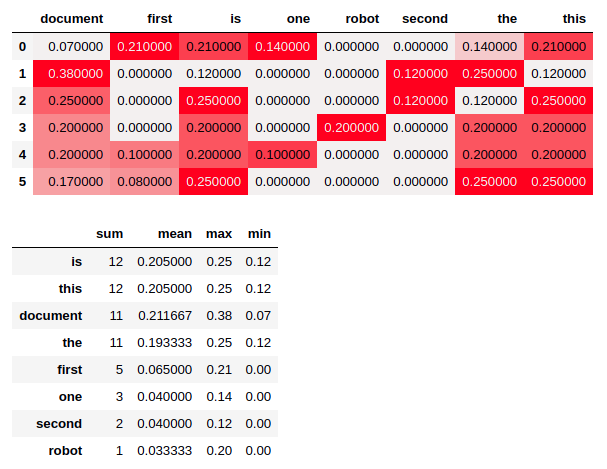 document first is one robot second the this
0 0.070000 0.210000 0.210000 0.140000 0.000000 0.000000 0.140000 0.210000
1 0.380000 0.000000 0.120000 0.000000 0.000000 0.120000 0.250000 0.120000
2 0.250000 0.000000 0.250000 0.000000 0.000000 0.120000 0.120000 0.250000
3 0.200000 0.000000 0.200000 0.000000 0.200000 0.000000 0.200000 0.200000
4 0.200000 0.100000 0.200000 0.100000 0.000000 0.000000 0.200000 0.200000
5 0.170000 0.080000 0.250000 0.000000 0.000000 0.000000 0.250000 0.250000
sum mean max min
is 12 0.205000 0.25 0.12
this 12 0.205000 0.25 0.12
document 11 0.211667 0.38 0.07
the 11 0.193333 0.25 0.12
first 5 0.065000 0.21 0.00
one 3 0.040000 0.14 0.00
second 2 0.040000 0.12 0.00
robot 1 0.033333 0.20 0.00